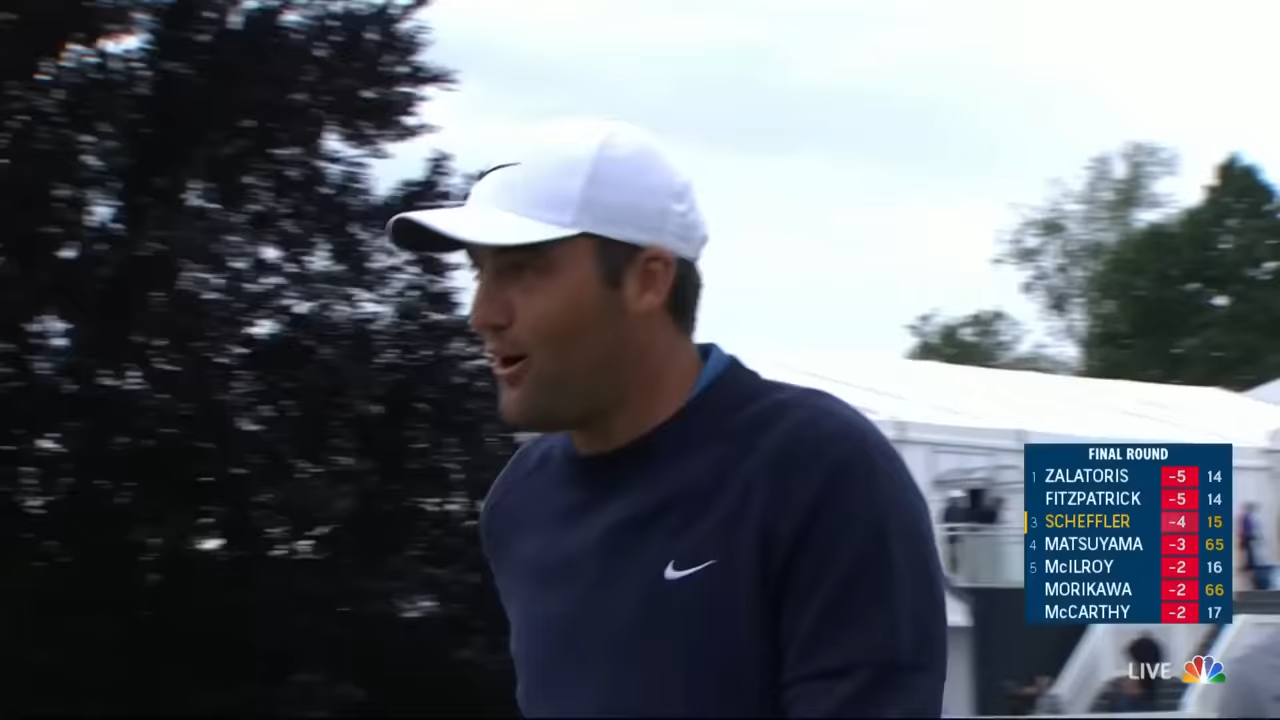 FINAL ROUND
1 ZALATORIS -5 14
FITZPATRICK -5 14
3 SCHEFFLER -4 15
4 MATSUYAMA -3 65
5 McILROY -2 16
MORIKAWA -2 66
McCARTHY -2 17
LIVE